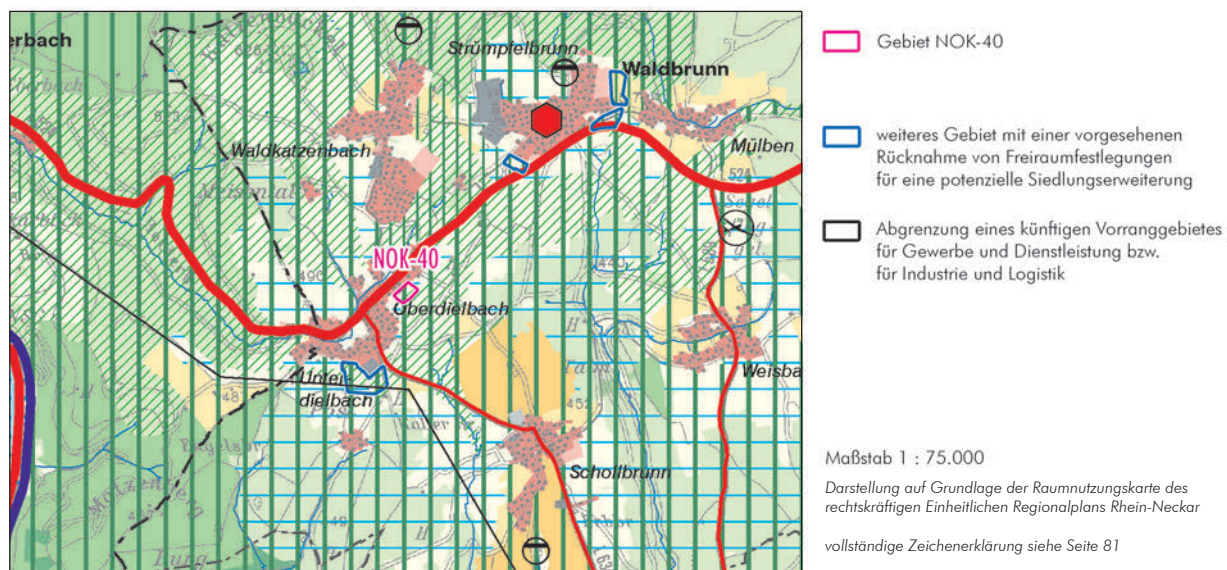 erbach
Strümpfelbrunn
Waldbrunn
Waldkatzenbach
Mülben
524
NOK-40
490
440
Oberdielbach
Unter-
dielbach
Weisba
481
452
Schollbrunn
Gebiet NOK-40
weiteres Gebiet mit einer vorgesehenen
Rücknahme von Freiraumfestlegungen
für eine potenzielle Siedlungserweiterung
Abgrenzung eines künftigen Vorranggebietes
für Gewerbe und Dienstleistung bzw.
für Industrie und Logistik
Maßstab 1 : 75.000
Darstellung auf Grundlage der Raumnutzungskarte des
rechtskräftigen Einheitlichen Regionalplans Rhein-Neckar
vollständige Zeichenerklärung siehe Seite 81